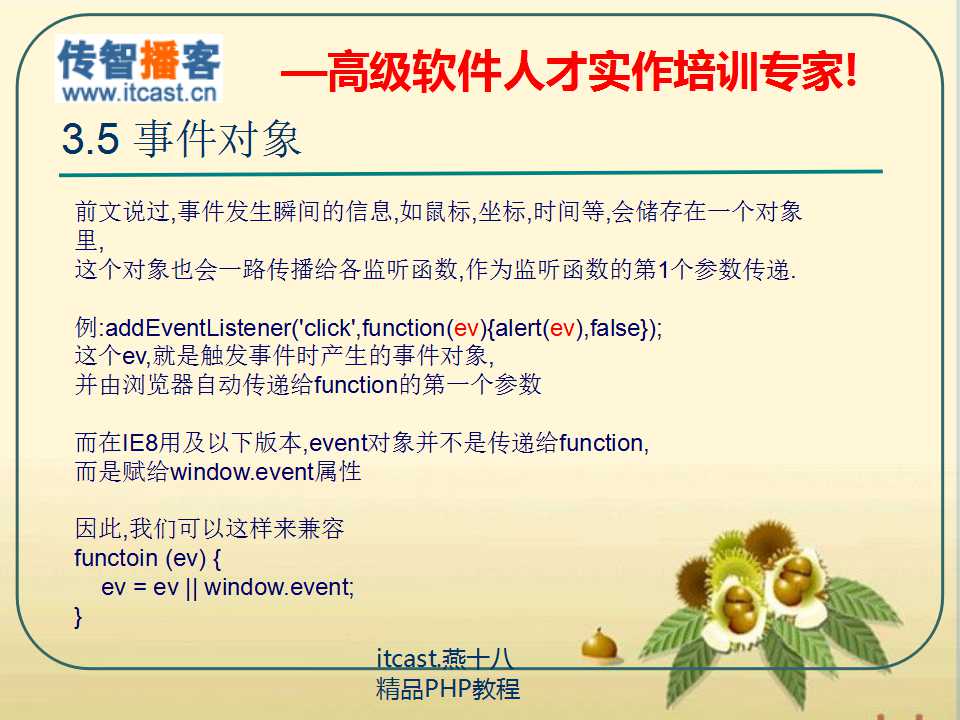 传智播客
www.itcast.cn
—高级软件人才实作培训专家!
3.5 事件对象
前文说过,事件发生瞬间的信息,如鼠标,坐标,时间等,会储存在一个对象
里,
这个对象也会一路传播给各监听函数,作为监听函数的第1个参数传递.
例:addEventListener('click',function(ev){alert(ev),false});
这个ev,就是触发事件时产生的事件对象,
并由浏览器自动传递给function的第一个参数
而在IE8用及以下版本,event对象并不是传递给function,
而是赋给window.event属性
因此,我们可以这样来兼容
functoin (ev) {
    ev = ev || window.event;
}
itcast.燕十八
精品PHP教程